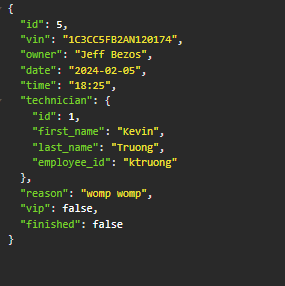 {
"id": 5,
"vin": "1C3CC5FB2AN120174",
"owner": "Jeff Bezos",
"date": "2024-02-05",
"time": "18:25",
"technician": {
"id": 1,
"first_name": "Kevin",
"last_name": "Truong",
"employee_id": "ktruong"
},
"reason": "womp womp",
"vip": false,
"finished": false
}